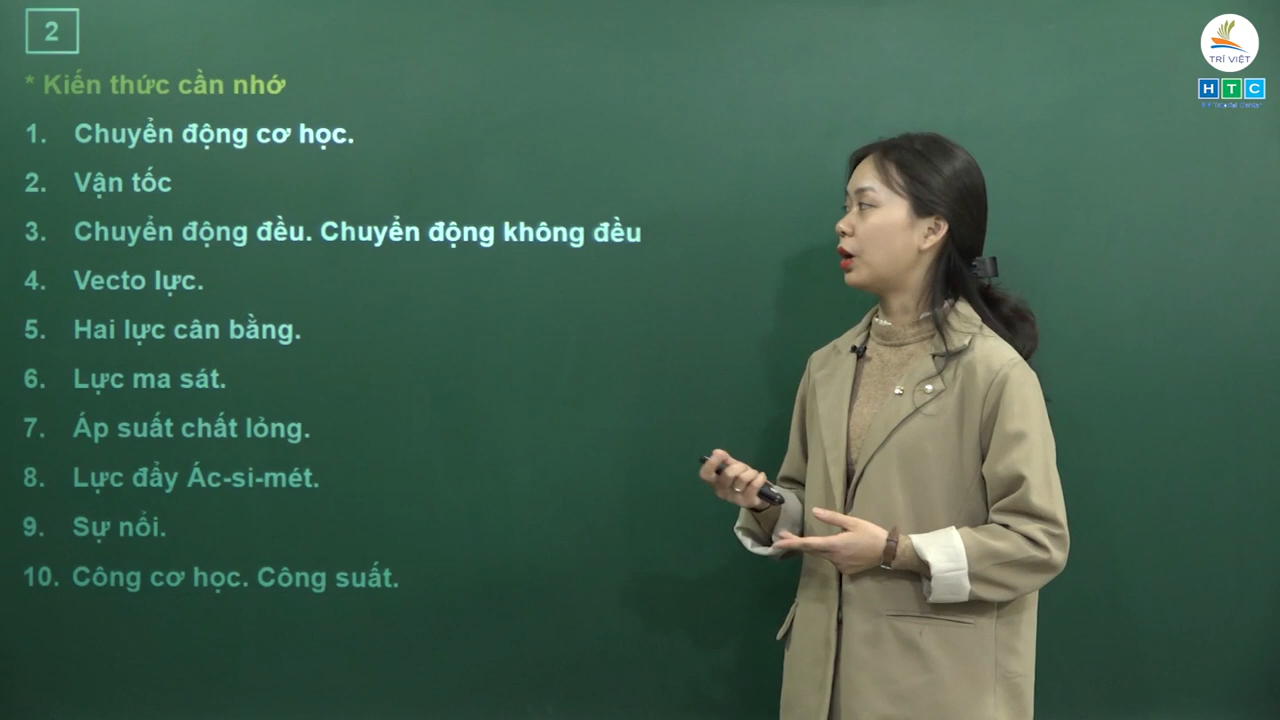 2
* Kiến thức cần nhớ
1. Chuyển động cơ học.
2. Vận tốc
3. Chuyển động đều. Chuyển động không đều
4. Vecto lực.
5. Hai lực cân bằng.
6. Lực ma sát.
7. Áp suất chất lỏng.
8. Lực đẩy Ác-si-mét.
9. Sự nổi.
10. Công cơ học. Công suất.
TRÍ VIỆT
HTC